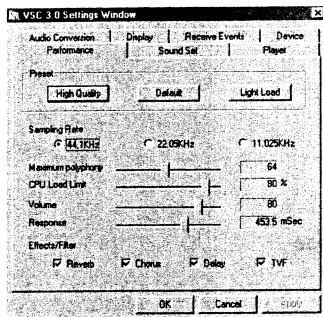 VSC 3.0 Settings Window
Audio Conversion Display Receive Events Device
Performance Sound Set Player
Preset
High Quality Default Light Load
Sampling Rate
44.1KHz 22.05KHz 11.025KHz
Maximum polyphony 64
CPU Load Limit 80 %
Volume 80
Response 453.5 mSec
Effects/Filter
Reverb Chorus Delay TVF
OK Cancel Apply